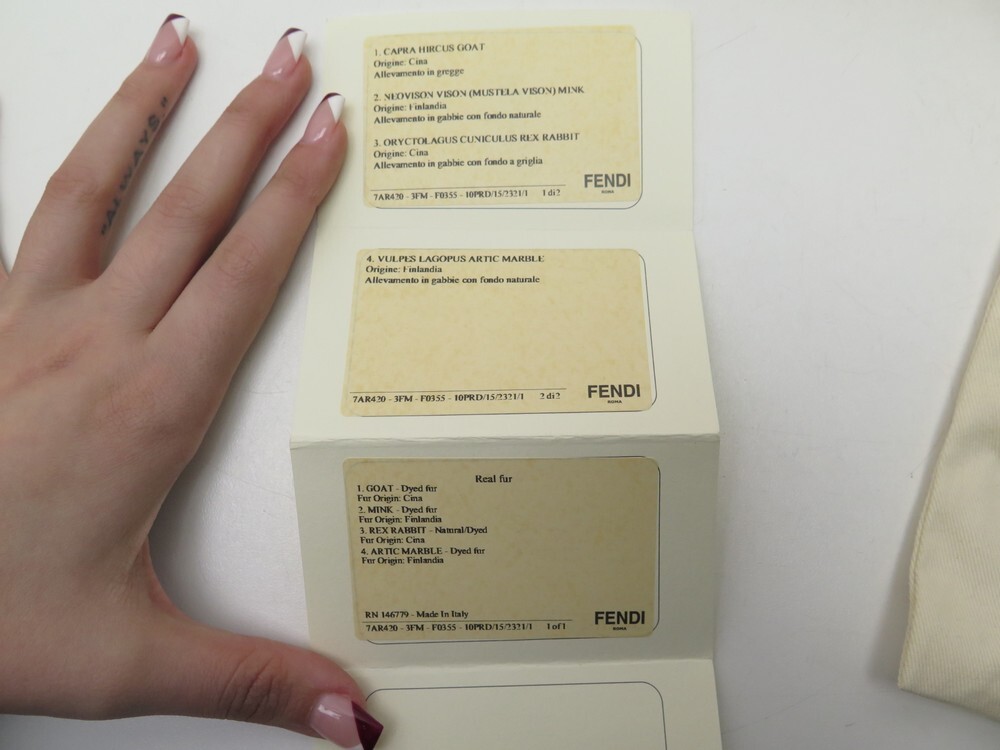 "ALWAYS"
1. CAPRA HIRCUS GOAT
Origine: Cina
Allevamento in gregge
2. NEOVISON VISON (MUSTELA VISON) MINK
Origine: Finlandia
Allevamento in gabbie con fondo naturale
3. ORYCTOLAGUS CUNICULUS REX RABBIT
Origine: Cina
Allevamento in gabbie con fondo a griglia
7AR420 - 3FM - F0355 - 10PRD/15/2321/1 1 di 2
FENDI
ROMA
4. VULPES LAGOPUS ARTIC MARBLE
Origine: Finlandia
Allevamento in gabbie con fondo naturale
7AR420 - 3FM - F0355 - 10PRD/15/2321/1 2 di 2
FENDI
ROMA
Real fur
1. GOAT - Dyed fur
Fur Origin: Cina
2. MINK - Dyed fur
Fur Origin: Finlandia
3. REX RABBIT - Natural/Dyed
Fur Origin: Cina
4. ARTIC MARBLE - Dyed fur
Fur Origin: Finlandia
RN 146779 - Made In Italy
7AR420 - 3FM - F0355 - 10PRD/15/2321/1 1 of 1
FENDI
ROMA